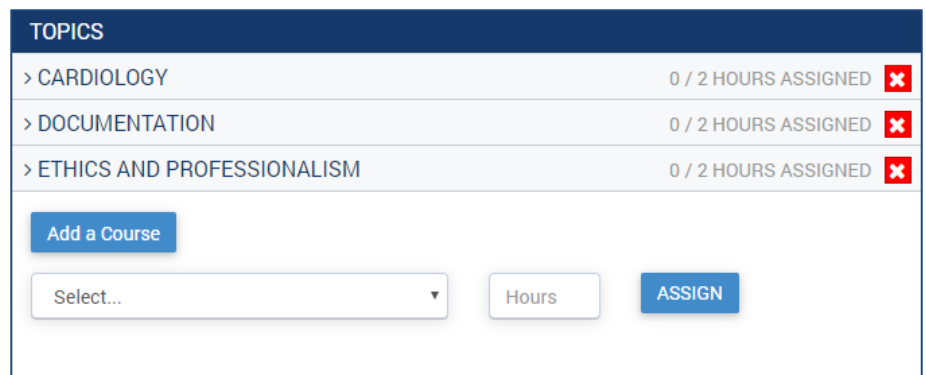 TOPICS
> CARDIOLOGY 0 / 2 HOURS ASSIGNED
> DOCUMENTATION 0 / 2 HOURS ASSIGNED
> ETHICS AND PROFESSIONALISM 0 / 2 HOURS ASSIGNED
Add a Course
Select... Hours ASSIGN